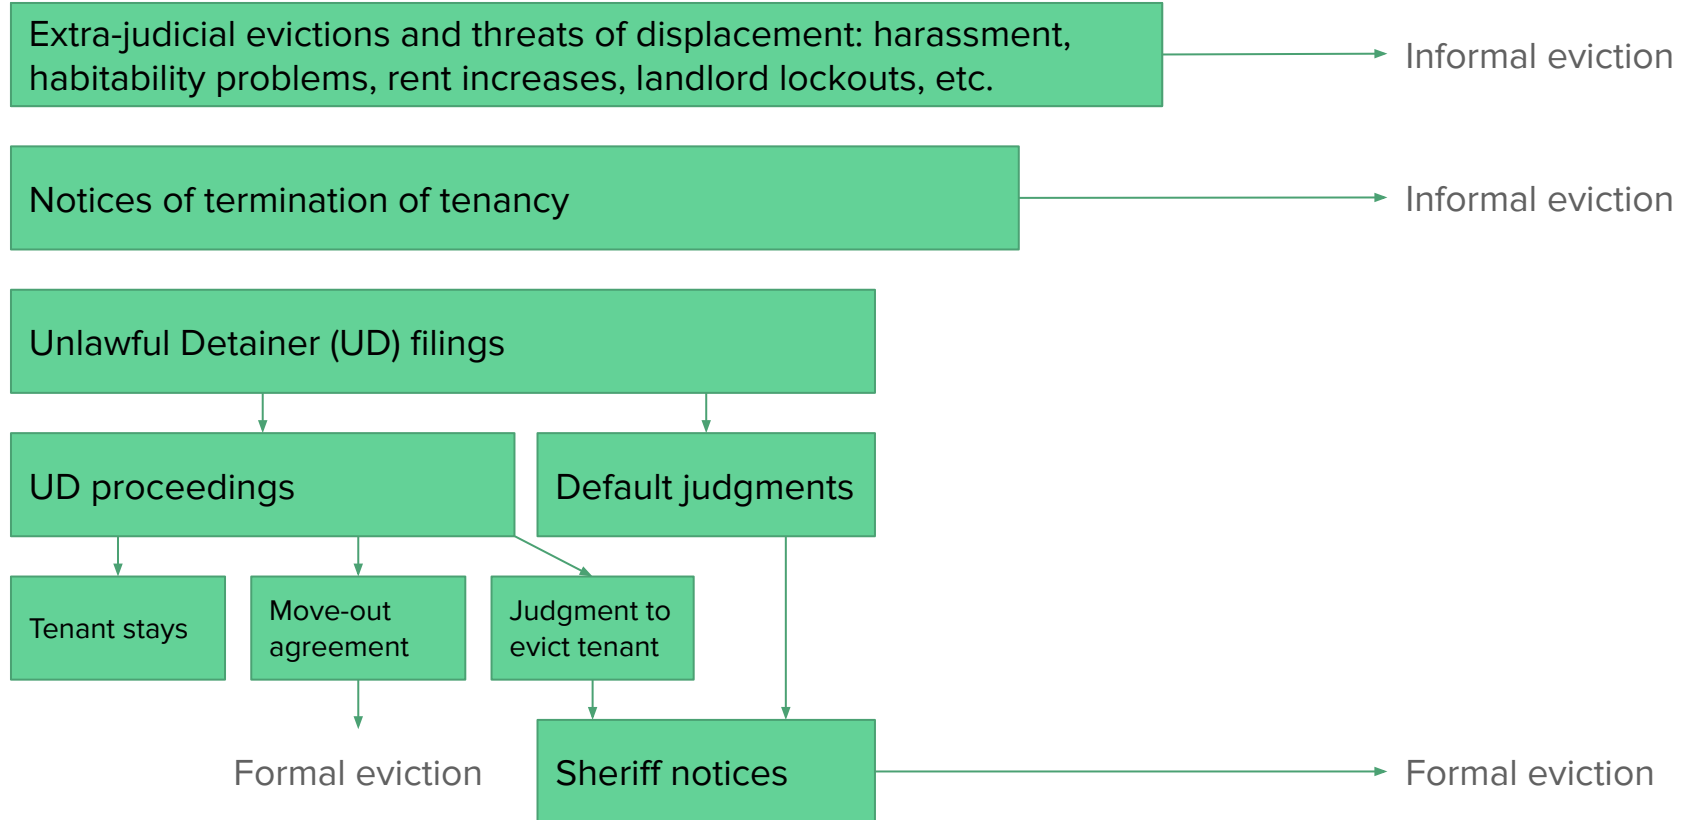 Extra-judicial evictions and threats of displacement: harassment,
habitability problems, rent increases, landlord lockouts, etc.
Informal eviction
Notices of termination of tenancy
Informal eviction
Unlawful Detainer (UD) filings
UD proceedings
Default judgments
Tenant stays
Move-out
agreement
Judgment to
evict tenant
Formal eviction
Sheriff notices
Formal eviction